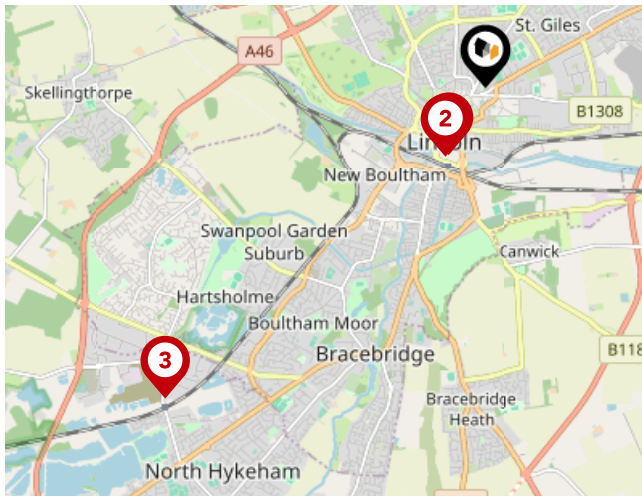 St. Giles
A46
Skellingthorpe
B1308
2
Lincoln
New Boultham
Swanpool Garden
Suburb
Canwick
Hartsholme
Boultham Moor
B118
3
Bracebridge
Bracebridge
Heath
North Hykeham